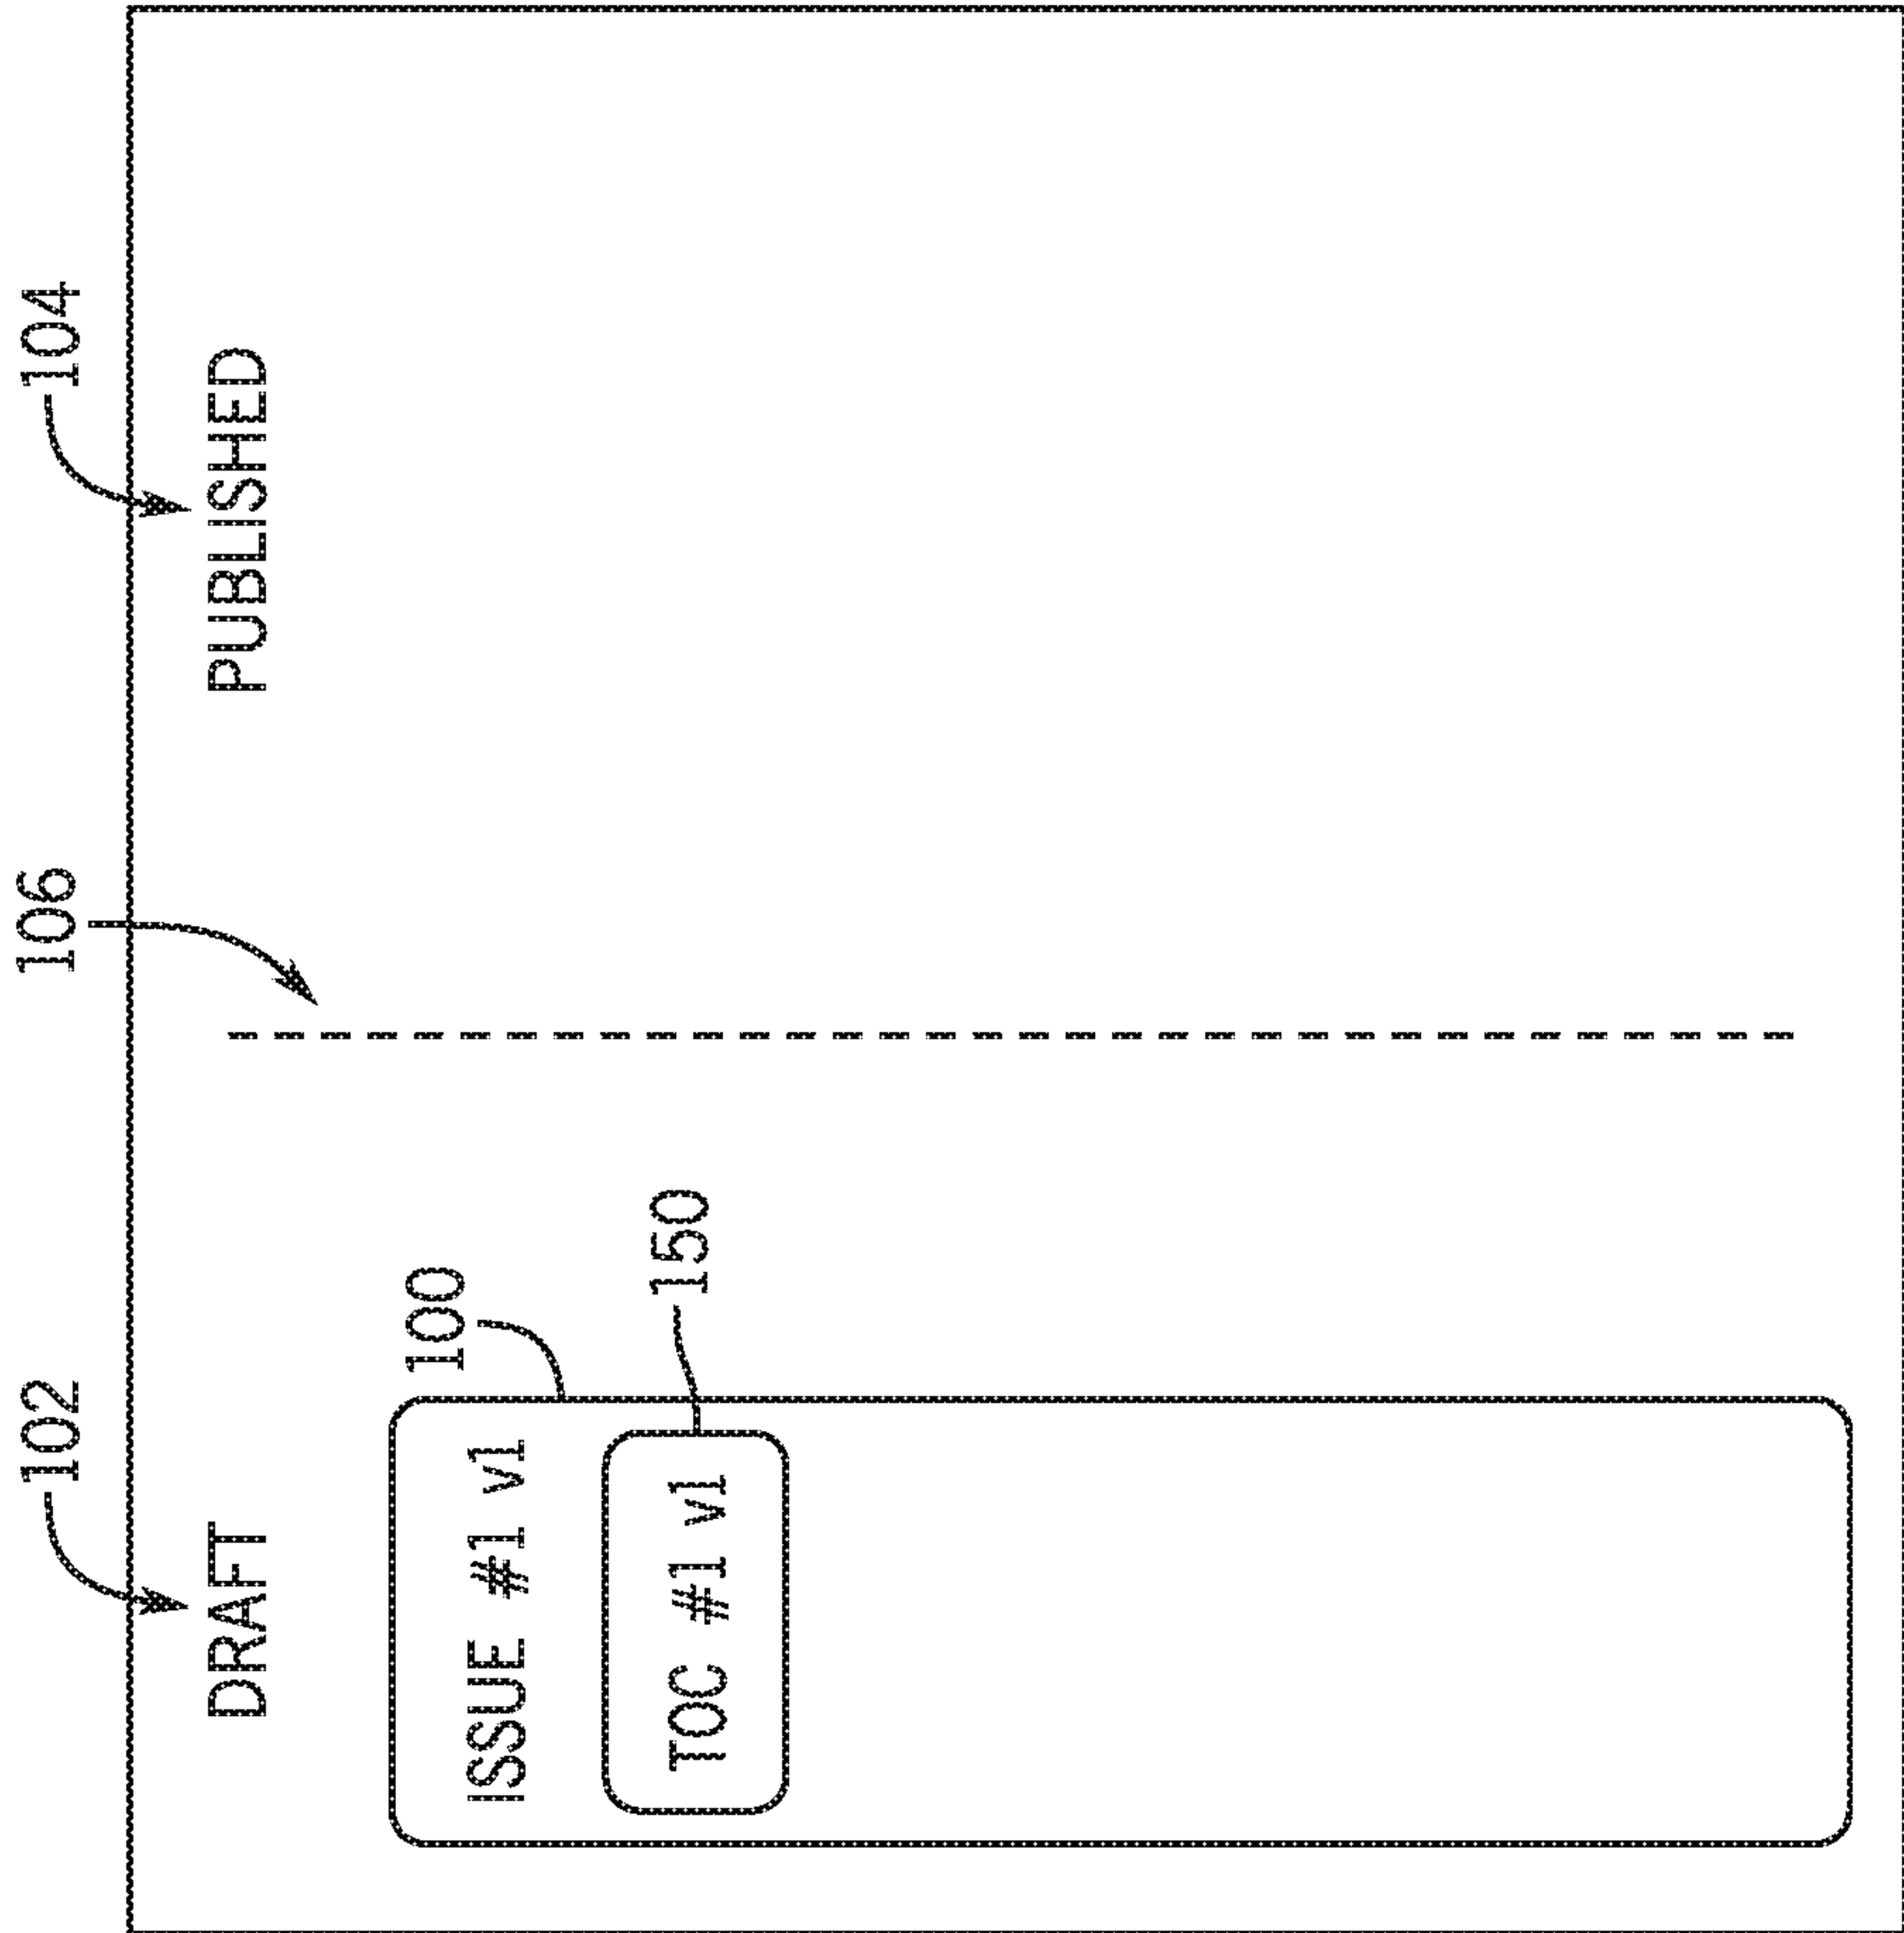 102
106
104
DRAFT
PUBLISHED
100
ISSUE #1 v1
150
TOC #1 v1